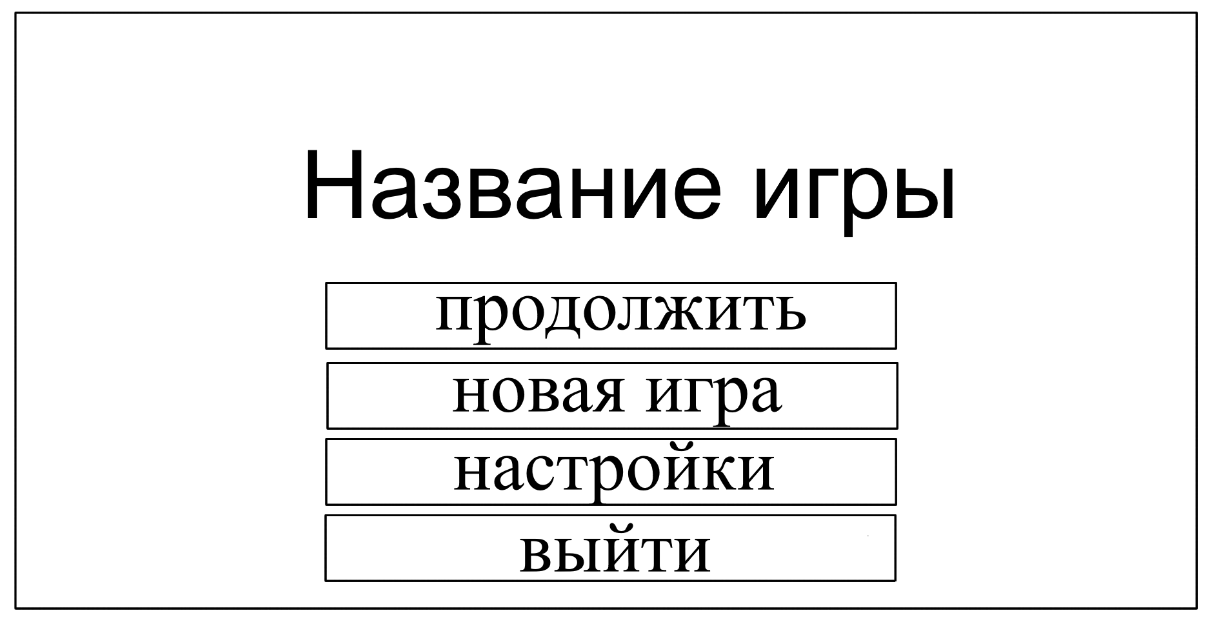 Название игры
продолжить
новая игра
настройки
выйти